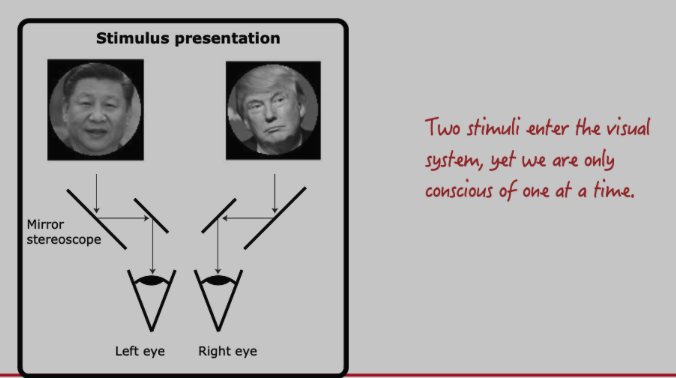 Stimulus presentation
Mirror
stereoscope
Left eye
Right eye
Two stimuli enter the visual
system, yet we are only
conscious of one at a time.